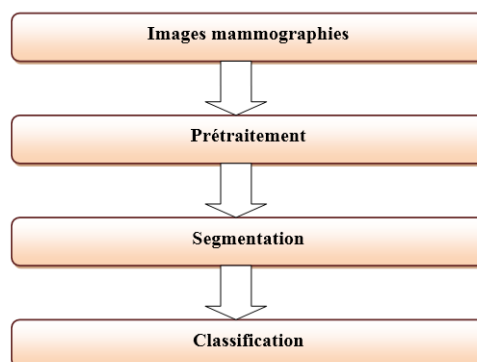 Images mammographies
Prétraitement
Segmentation
Classification